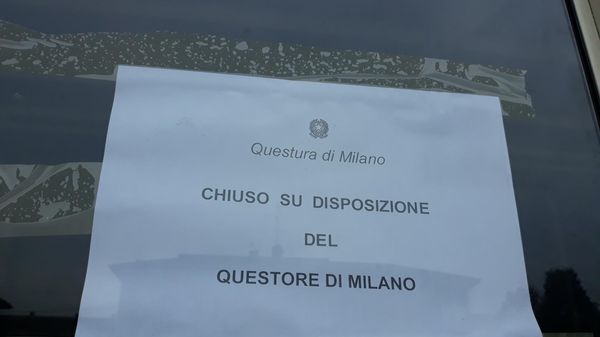 Questura di Milano
CHIUSO SU DISPOSIZIONE
DEL
QUESTORE DI MILANO